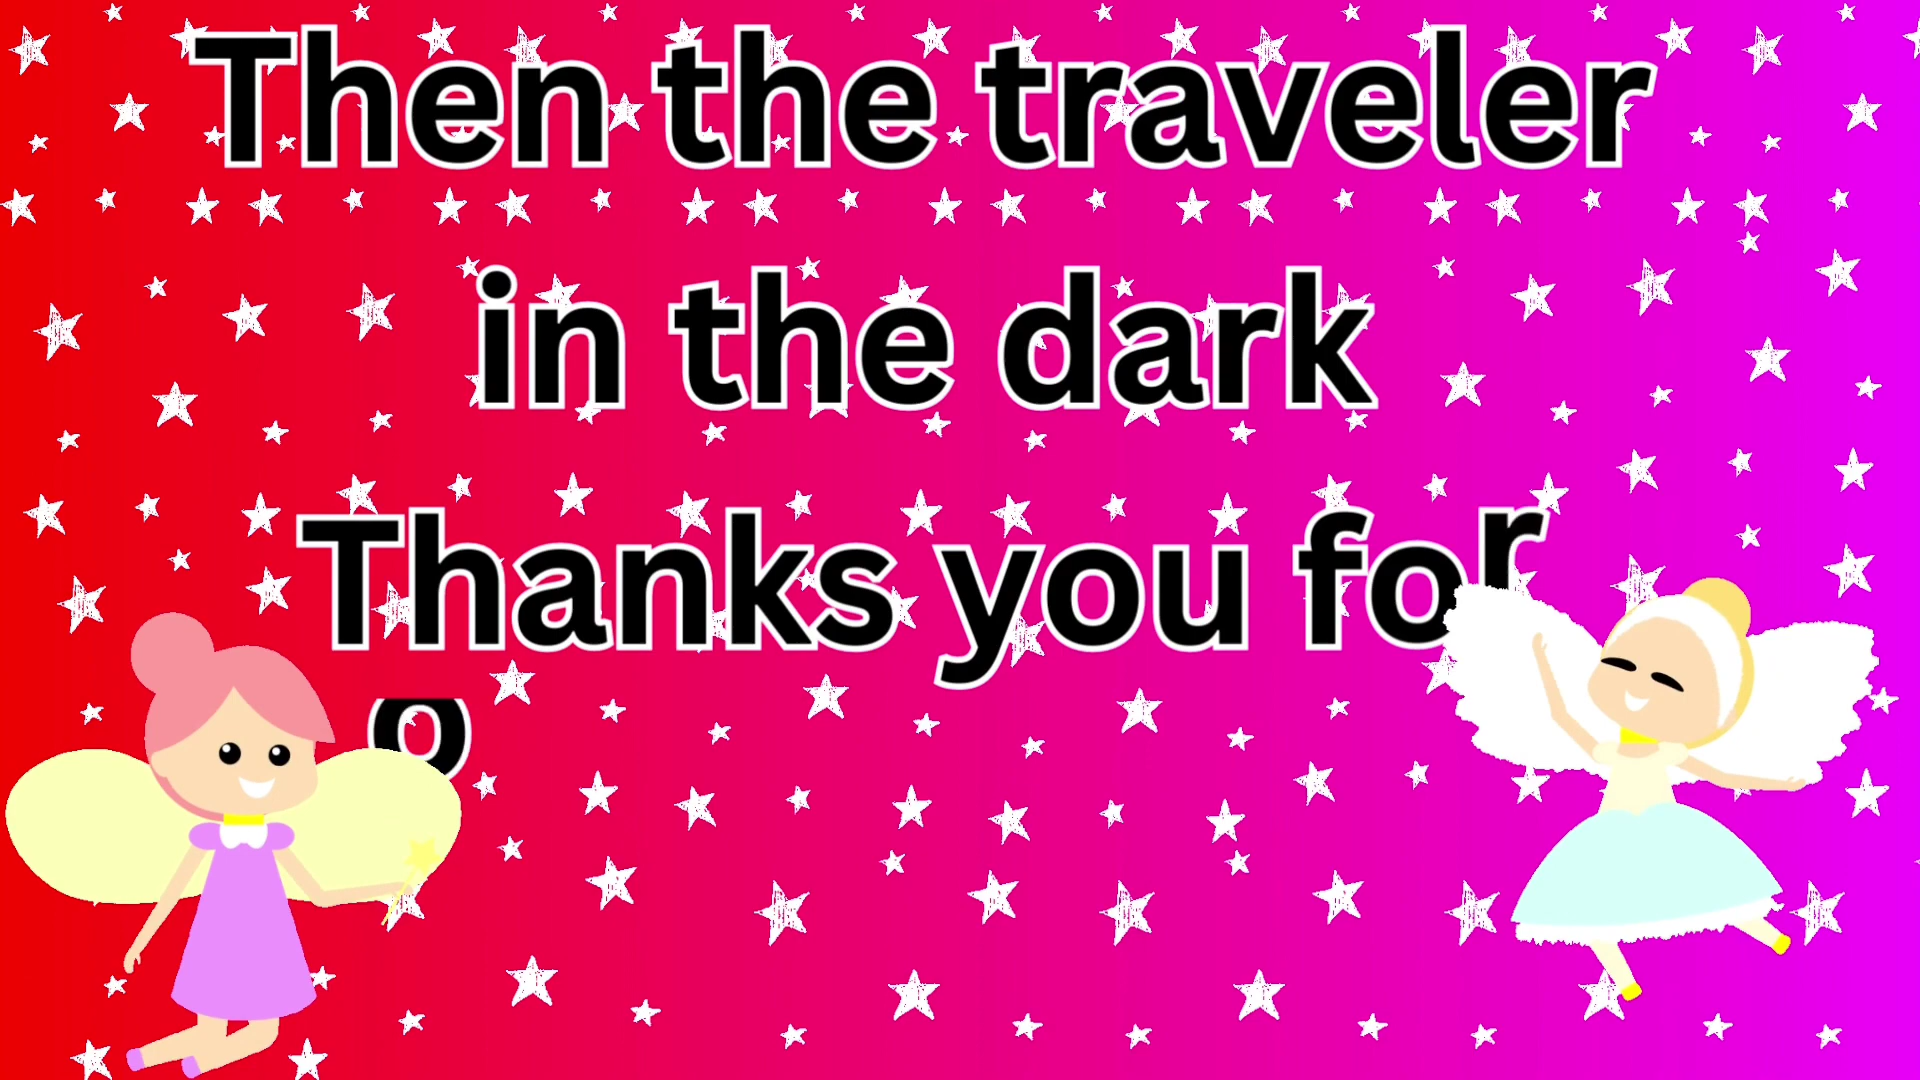 Then the traveler
in the dark
Thanks you for
o